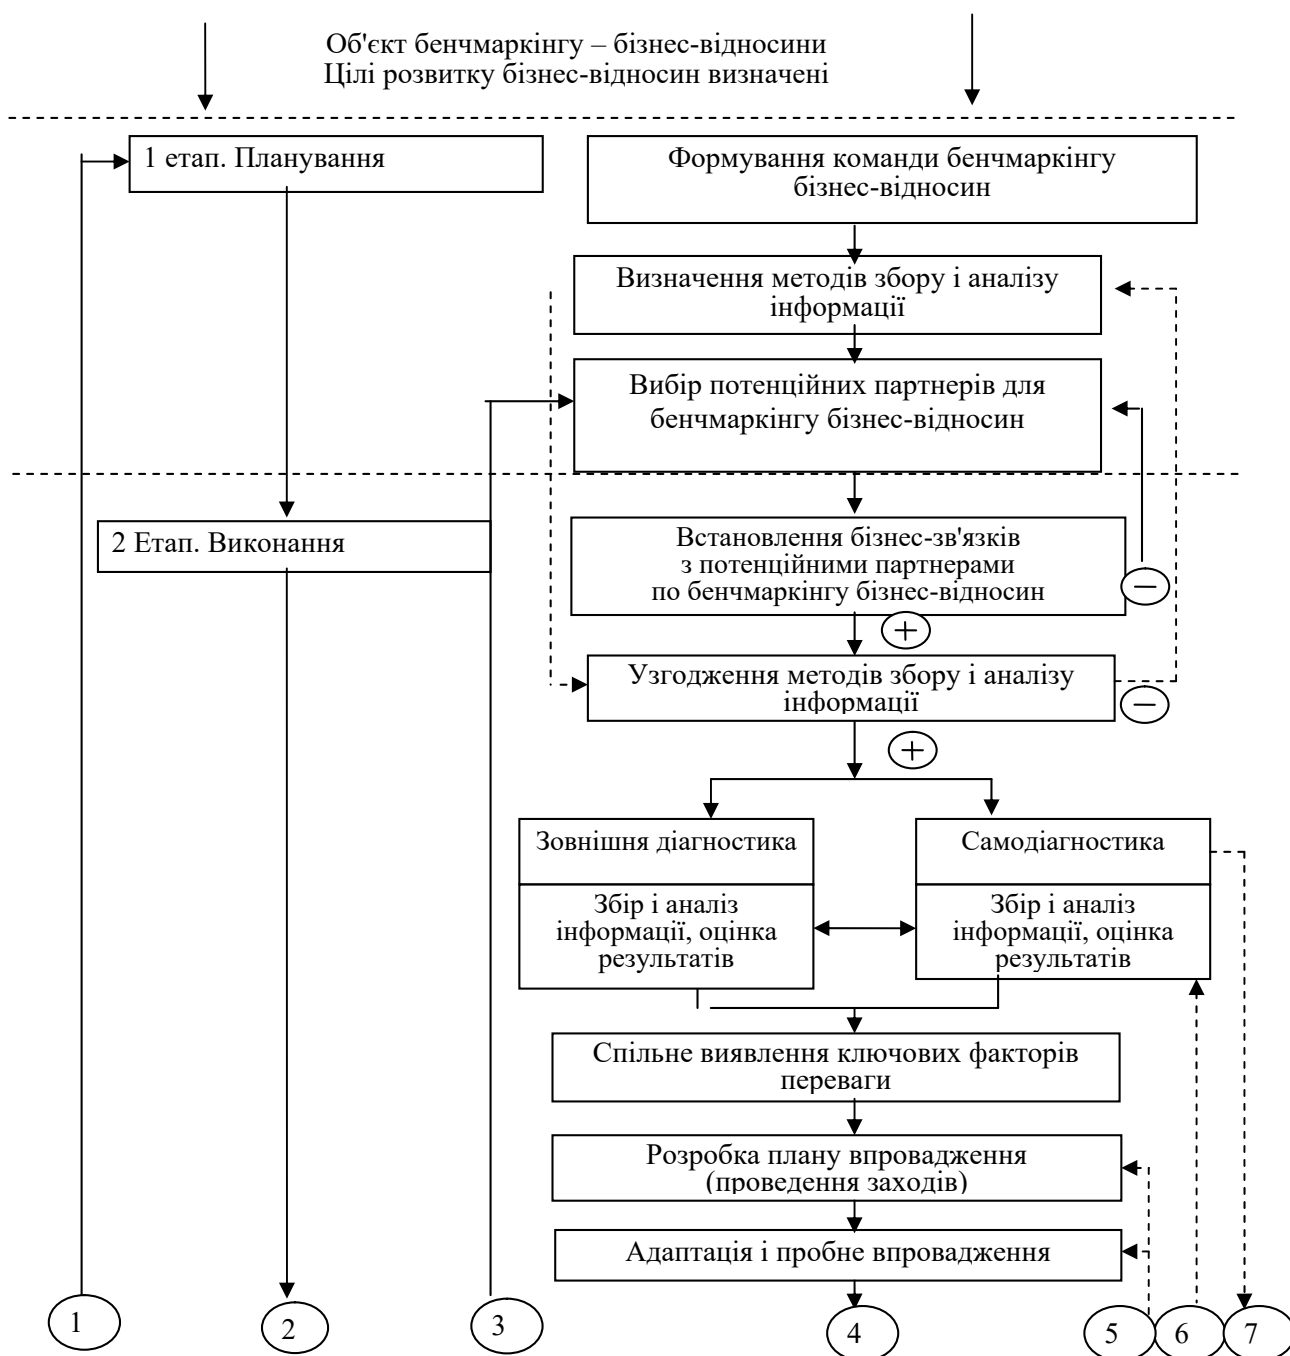 Об'єкт бенчмаркінгу – бізнес-відносини
Цілі розвитку бізнес-відносин визначені
1 етап. Планування
Формування команди бенчмаркінгу
бізнес-відносин
Визначення методів збору і аналізу
інформації
Вибір потенційних партнерів для
бенчмаркінгу бізнес-відносин
2 Етап. Виконання
Встановлення бізнес-зв'язків
з потенційними партнерами
по бенчмаркінгу бізнес-відносин
−
+
Узгодження методів збору і аналізу
інформації
−
+
Зовнішня діагностика
Збір і аналіз
інформації, оцінка
результатів
Самодіагностика
Збір і аналіз
інформації, оцінка
результатів
Спільне виявлення ключових факторів
переваги
Розробка плану впровадження
(проведення заходів)
Адаптація і пробне впровадження
1
2
3
4
5
6
7